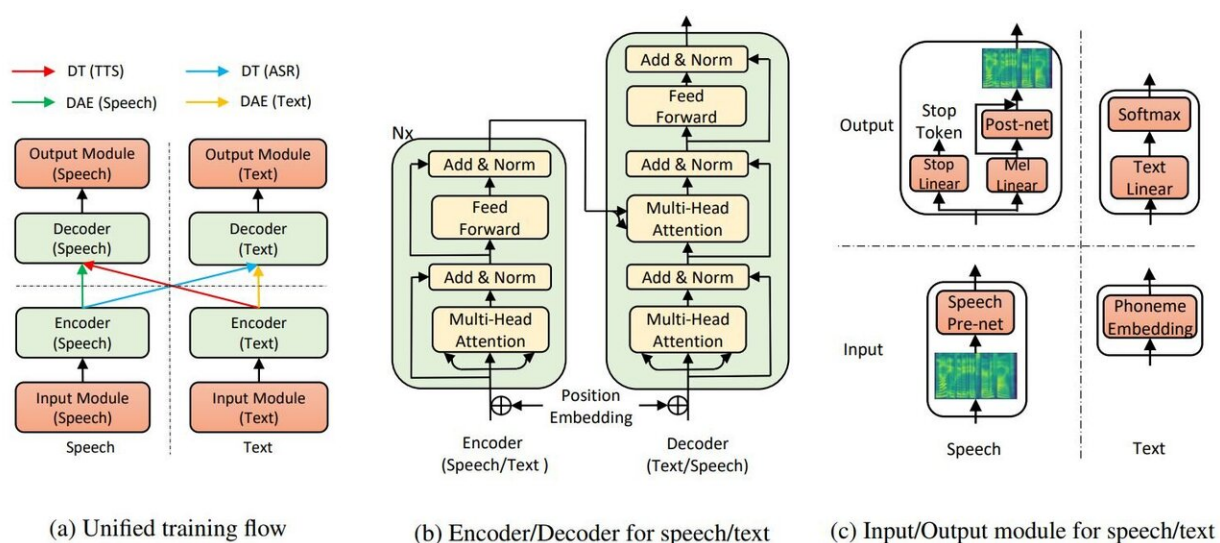 DT (TTS)
DT (ASR)
DAE (Speech)
DAE (Text)
Output Module
(Speech)
Output Module
(Text)
Decoder
(Speech)
Decoder
(Text)
Encoder
(Speech)
Encoder
(Text)
Input Module
(Speech)
Input Module
(Text)
Speech
Text
(a) Unified training flow
Nx
Add & Norm
Feed
Forward
Add & Norm
Multi-Head
Attention
Add & Norm
Feed
Forward
Add & Norm
Multi-Head
Attention
Add & Norm
Multi-Head
Attention
Position
Embedding
Encoder
(Speech/Text )
Decoder
(Text/Speech)
(b) Encoder/Decoder for speech/text
Output
Stop
Token
Post-net
Stop
Linear
Mel
Linear
Softmax
Text
Linear
Input
Speech
Pre-net
Phoneme
Embedding
Speech
Text
(c) Input/Output module for speech/text